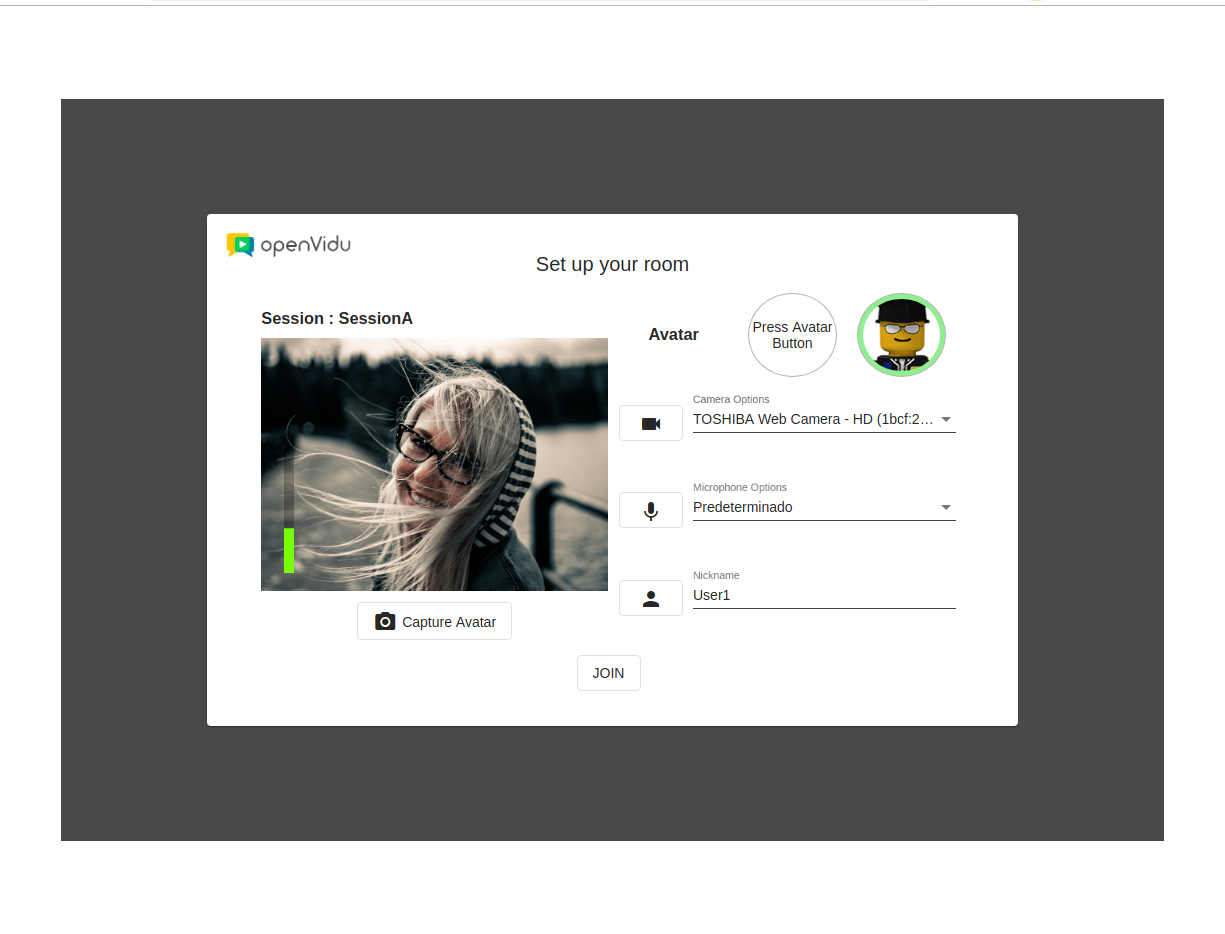 openVidu
Set up your room
Session : SessionA
Avatar
Press Avatar
Button
Camera Options
TOSHIBA Web Camera - HD (1bcf:2…
Microphone Options
Predeterminado
Nickname
User1
Capture Avatar
JOIN